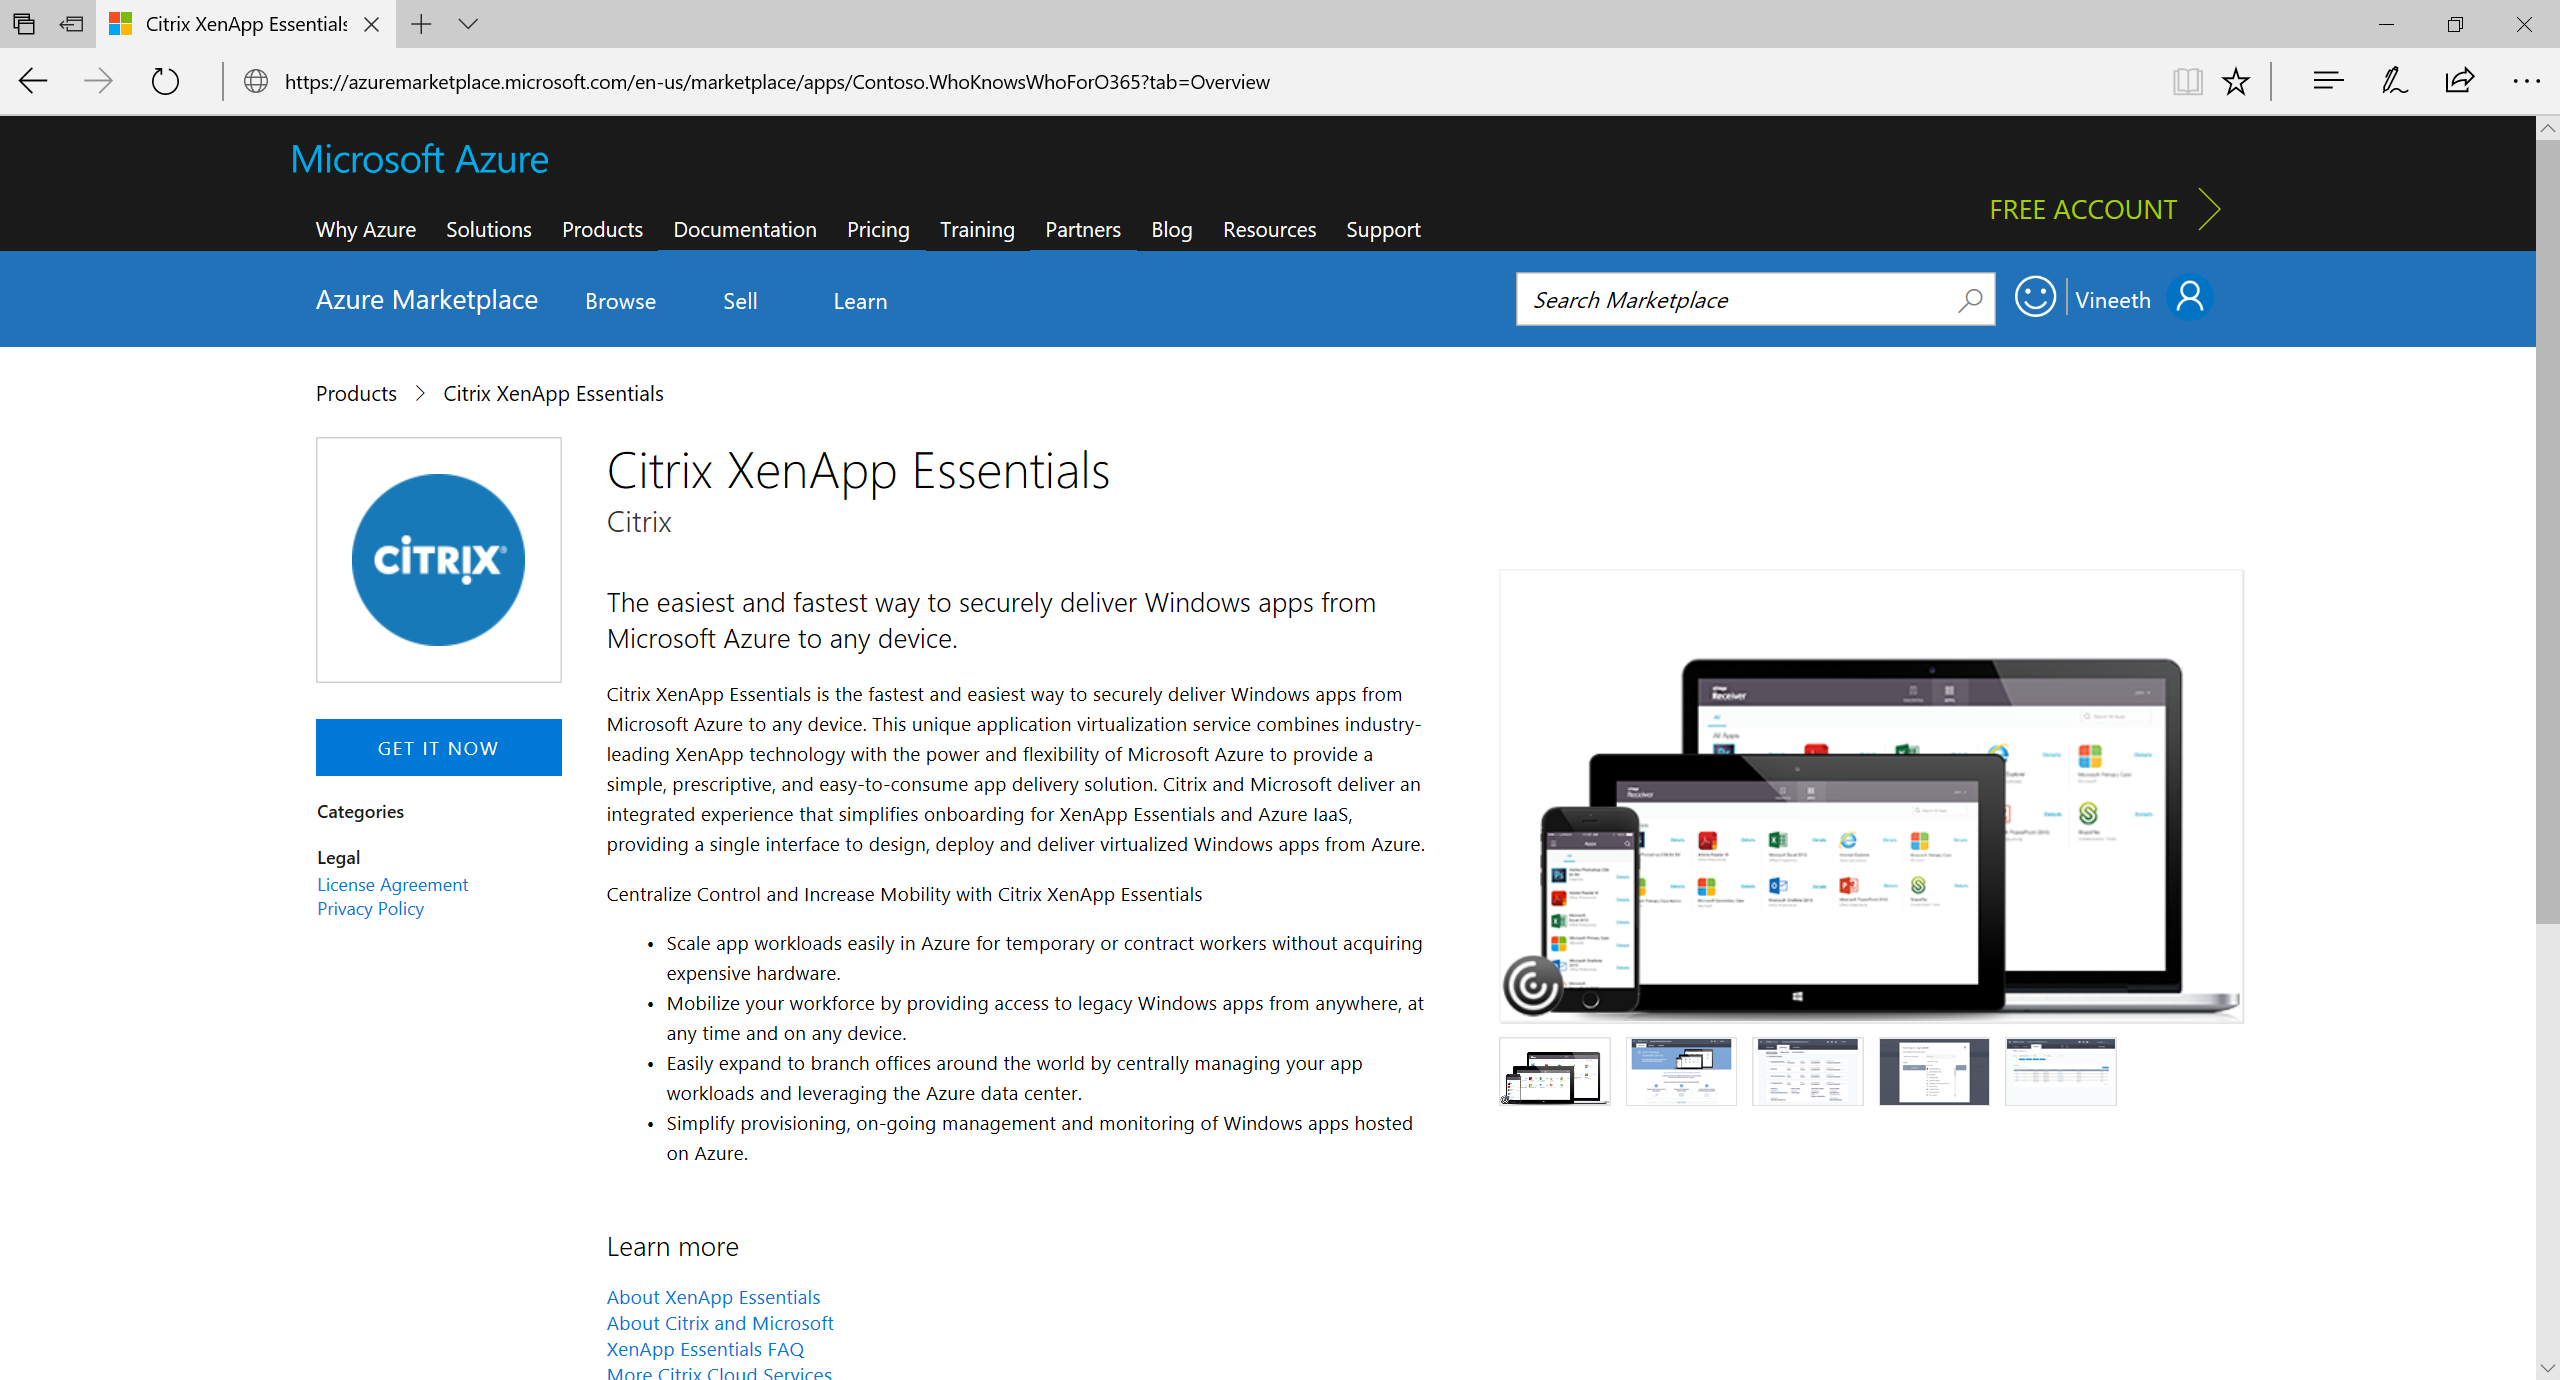 Citrix XenApp Essentials
https://azuremarketplace.microsoft.com/en-us/marketplace/apps/Contoso.WhoKnowsWhoForO365?tab=Overview
Microsoft Azure
FREE ACCOUNT
Why Azure Solutions Products Documentation Pricing Training Partners Blog Resources Support
Azure Marketplace Browse Sell Learn Search Marketplace Vineeth
Products > Citrix XenApp Essentials
CITRIX
GET IT NOW
Categories
Legal
License Agreement
Privacy Policy
Citrix XenApp Essentials
Citrix
The easiest and fastest way to securely deliver Windows apps from
Microsoft Azure to any device.
Citrix XenApp Essentials is the fastest and easiest way to securely deliver Windows apps from
Microsoft Azure to any device. This unique application virtualization service combines industry-
leading XenApp technology with the power and flexibility of Microsoft Azure to provide a
simple, prescriptive, and easy-to-consume app delivery solution. Citrix and Microsoft deliver an
integrated experience that simplifies onboarding for XenApp Essentials and Azure IaaS,
providing a single interface to design, deploy and deliver virtualized Windows apps from Azure.
Centralize Control and Increase Mobility with Citrix XenApp Essentials
• Scale app workloads easily in Azure for temporary or contract workers without acquiring
expensive hardware.
• Mobilize your workforce by providing access to legacy Windows apps from anywhere, at
any time and on any device.
• Easily expand to branch offices around the world by centrally managing your app
workloads and leveraging the Azure data center.
• Simplify provisioning, on-going management and monitoring of Windows apps hosted
on Azure.
Learn more
About XenApp Essentials
About Citrix and Microsoft
XenApp Essentials FAQ
More Citrix Cloud Services
Receiver
All Apps
Receiver
Apps